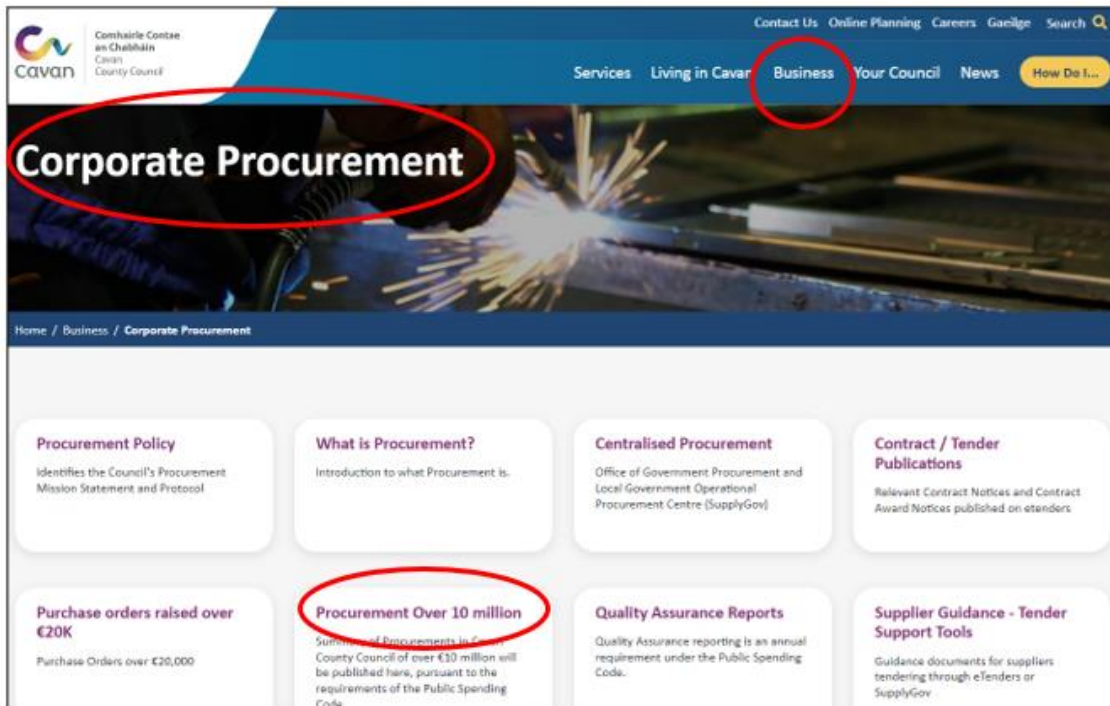 Contact Us Online Planning Careers Gaeilge Search
Comhairle Contae
an Chabháin
Cavan
County Council
Cavan
Services Living in Cavan Business Your Council News How Do I...
Corporate Procurement
Home / Business / Corporate Procurement
Procurement Policy
Identifies the Council's Procurement
Mission Statement and Protocol
What is Procurement?
Introduction to what Procurement is.
Centralised Procurement
Office of Government Procurement and
Local Government Operational
Procurement Centre (SupplyGov)
Contract / Tender
Publications
Relevant Contract Notices and Contract
Award Notices published on etenders
Purchase orders raised over
€20K
Purchase Orders over €20,000
Procurement Over 10 million
Summary of Procurements in Cavan
County Council of over €10 million will
be published here, pursuant to the
requirements of the Public Spending
Code.
Quality Assurance Reports
Quality Assurance reporting is an annual
requirement under the Public Spending
Code.
Supplier Guidance - Tender
Support Tools
Guidance documents for suppliers
tendering through eTenders or
SupplyGov